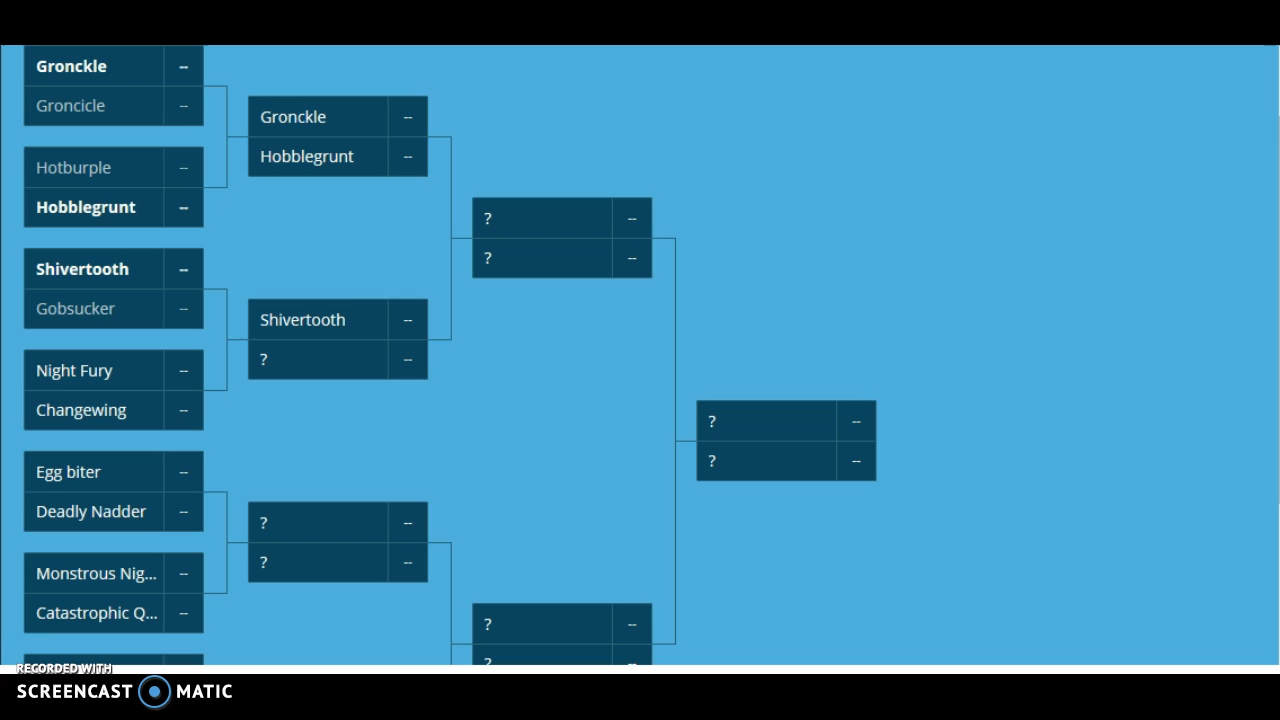 Gronckle --
Groncicle --
Hotburple --
Hobblegrunt --
Shivertooth --
Gobsucker --
Night Fury --
Changewing --
Egg biter --
Deadly Nadder --
Monstrous Nig... --
Catastrophic Q... --
Gronckle --
Hobblegrunt --
Shivertooth --
? --
? --
? --
? --
? --
? --
? --
? --
? --
RECORDED WITH
SCREENCAST MATIC